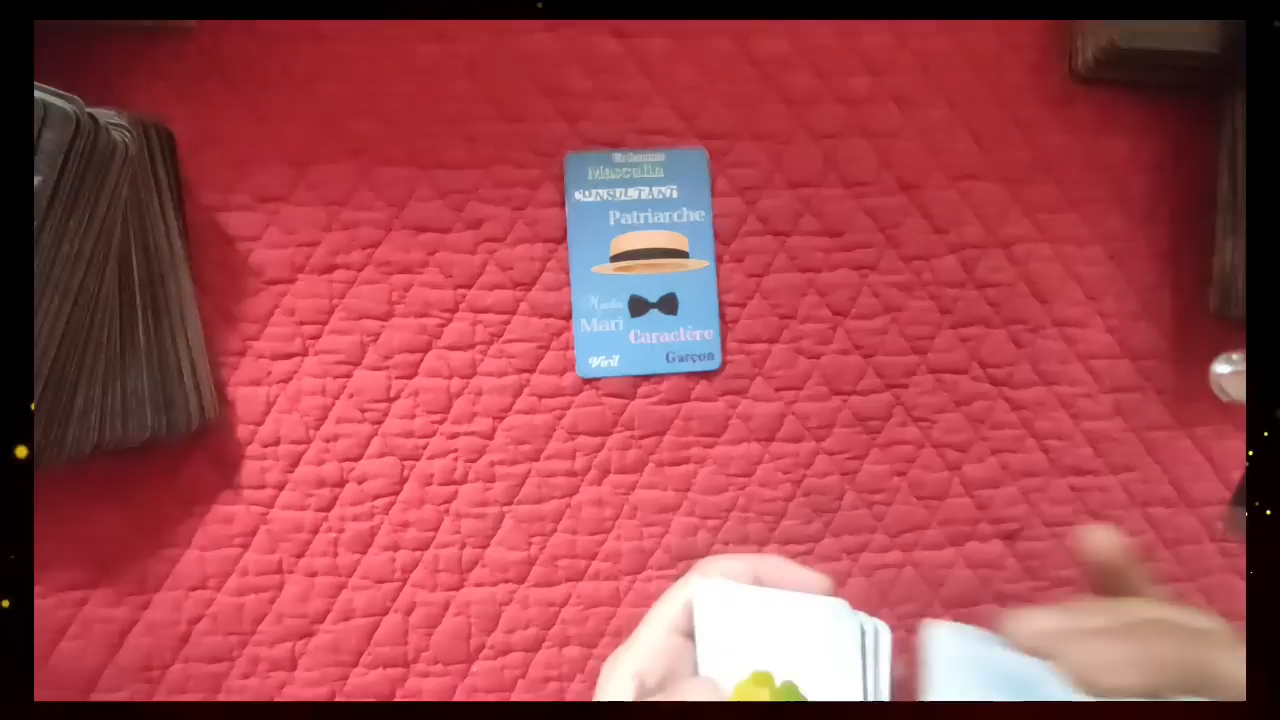 Masculin
CONSULTANT
Patriarche
Mari
Caractère
Viril
Garçon